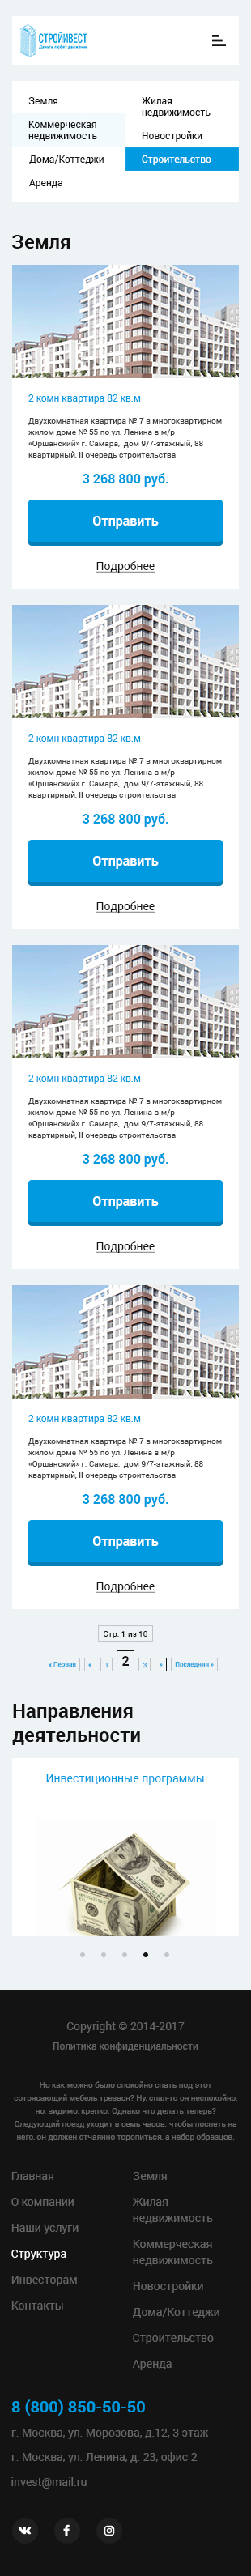 СТРОЙИВЕСТ
Деньги любят движение
Земля
Жилая
недвижимость
Коммерческая
недвижимость
Новостройки
Дома/Коттеджи
Строительство
Аренда
Земля
2 комн квартира 82 кв.м
Двухкомнатная квартира № 7 в многоквартирном
жилом доме № 55 по ул. Ленина в м/р
«Оршанский» г. Самара, дом 9/7-этажный, 88
квартирный, II очередь строительства
3 268 800 руб.
Отправить
Подробнее
2 комн квартира 82 кв.м
Двухкомнатная квартира № 7 в многоквартирном
жилом доме № 55 по ул. Ленина в м/р
«Оршанский» г. Самара, дом 9/7-этажный, 88
квартирный, II очередь строительства
3 268 800 руб.
Отправить
Подробнее
2 комн квартира 82 кв.м
Двухкомнатная квартира № 7 в многоквартирном
жилом доме № 55 по ул. Ленина в м/р
«Оршанский» г. Самара, дом 9/7-этажный, 88
квартирный, II очередь строительства
3 268 800 руб.
Отправить
Подробнее
2 комн квартира 82 кв.м
Двухкомнатная квартира № 7 в многоквартирном
жилом доме № 55 по ул. Ленина в м/р
«Оршанский» г. Самара, дом 9/7-этажный, 88
квартирный, II очередь строительства
3 268 800 руб.
Отправить
Подробнее
Стр. 1 из 10
« Первая « 1 2 3 » Последняя »
Направления
деятельности
Инвестиционные программы
Copyright © 2014-2017
Политика конфиденциальности
Но как можно было спокойно спать под этот
сотрясающий мебель трезвон? Ну, спал-то он неспокойно,
но, видимо, крепко. Однако что делать теперь?
Следующий поезд уходит в семь часов; чтобы поспеть на
него, он должен отчаянно торопиться, а набор образцов.
Главная
О компании
Наши услуги
Структура
Инвесторам
Контакты
Земля
Жилая
недвижимость
Коммерческая
недвижимость
Новостройки
Дома/Коттеджи
Строительство
Аренда
8 (800) 850-50-50
г. Москва, ул. Морозова, д.12, 3 этаж
г. Москва, ул. Ленина, д. 23, офис 2
invest@mail.ru